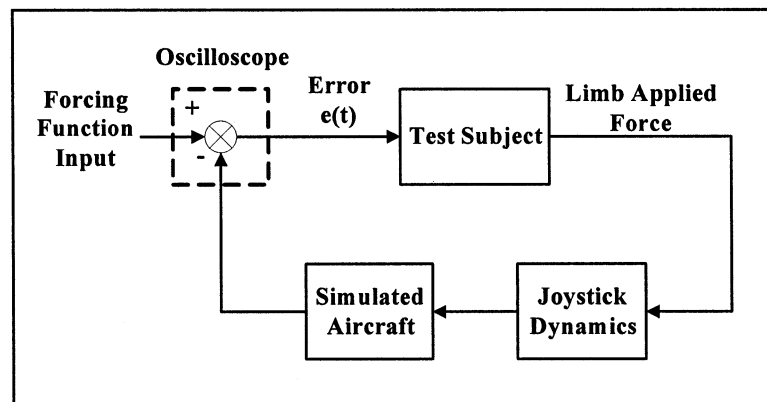 Oscilloscope
Forcing
Function
Input
+
-
Error
e(t)
Test Subject
Limb Applied
Force
Simulated
Aircraft
Joystick
Dynamics